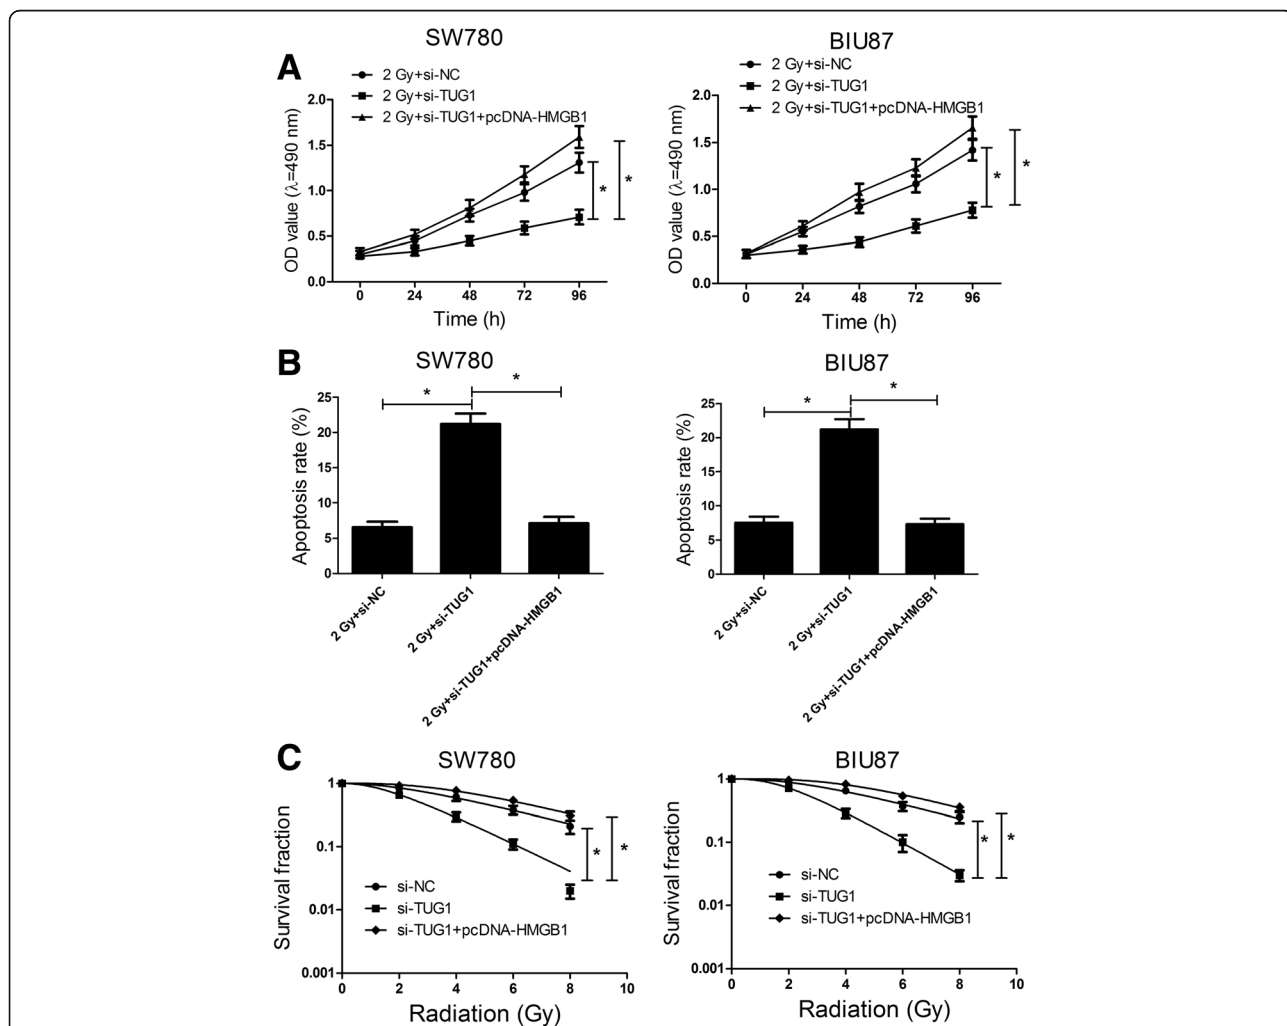 SW780
BIU87
A
2 Gy+si-NC
2 Gy+si-TUG1
2 Gy+si-TUG1+pcDNA-HMGB1
2 Gy+si-NC
2 Gy+si-TUG1
2 Gy+si-TUG1+pcDNA-HMGB1
OD value (λ=490 nm)
2.0
1.5
1.0
0.5
0.0
0 24 48 72 96
Time (h)
* *
OD value (λ=490 nm)
2.0
1.5
1.0
0.5
0.0
0 24 48 72 96
Time (h)
* *
B
SW780
BIU87
Apoptosis rate (%)
25
20
15
10
5
0
* *
2 Gy+si-NC
2 Gy+si-TUG1
2 Gy+si-TUG1+pcDNA-HMGB1
Apoptosis rate (%)
25
20
15
10
5
0
* *
2 Gy+si-NC
2 Gy+si-TUG1
2 Gy+si-TUG1+pcDNA-HMGB1
C
SW780
BIU87
Survival fraction
1
0.1
0.01
0.001
si-NC
si-TUG1
si-TUG1+pcDNA-HMGB1
* *
0 2 4 6 8 10
Radiation (Gy)
Survival fraction
1
0.1
0.01
0.001
si-NC
si-TUG1
si-TUG1+pcDNA-HMGB1
* *
0 2 4 6 8 10
Radiation (Gy)